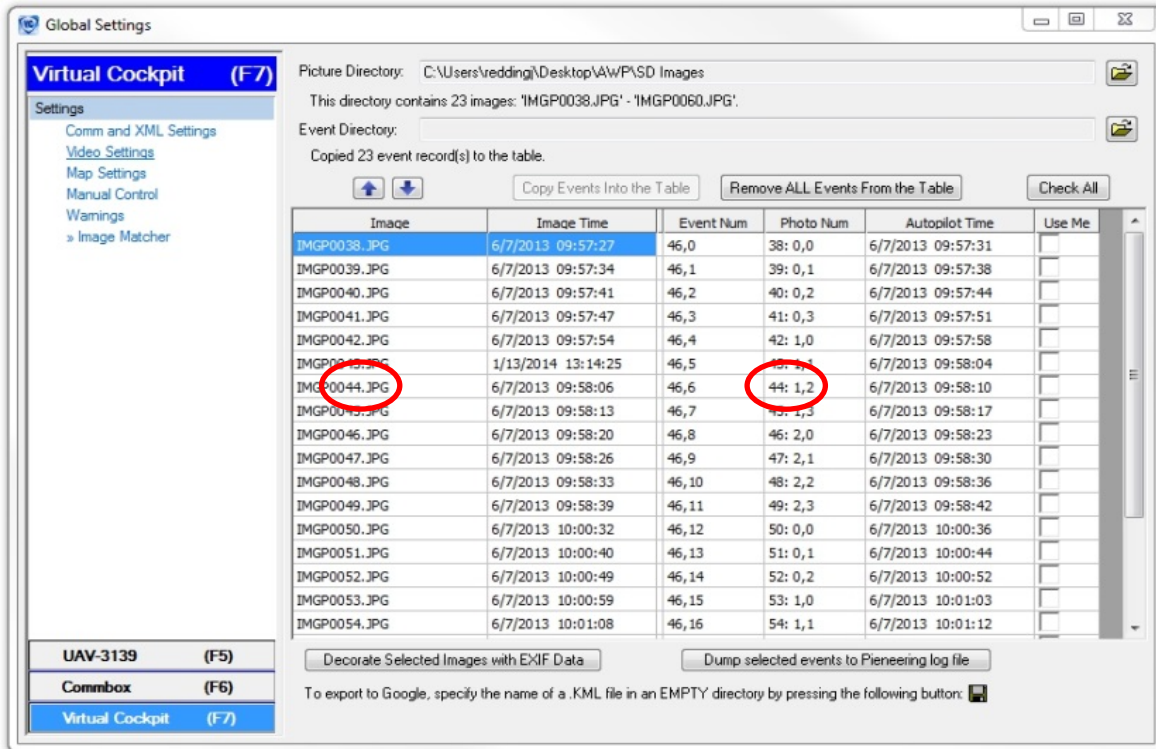 Global Settings
Virtual Cockpit (F7)
Settings
Comm and XML Settings
Video Settings
Map Settings
Manual Control
Warnings
» Image Matcher
UAV-3139 (F5)
Commbox (F6)
Virtual Cockpit (F7)
Picture Directory: C:\Users\reddingj\Desktop\AWP\SD Images
This directory contains 23 images: 'IMGP0038.JPG' - 'IMGP0060.JPG'.
Event Directory:
Copied 23 event record(s) to the table.
Copy Events Into the Table Remove ALL Events From the Table Check All
Image Image Time Event Num Photo Num Autopilot Time Use Me
IMGP0038.JPG 6/7/2013 09:57:27 46,0 38: 0,0 6/7/2013 09:57:31
IMGP0039.JPG 6/7/2013 09:57:34 46,1 39: 0,1 6/7/2013 09:57:38
IMGP0040.JPG 6/7/2013 09:57:41 46,2 40: 0,2 6/7/2013 09:57:44
IMGP0041.JPG 6/7/2013 09:57:47 46,3 41: 0,3 6/7/2013 09:57:51
IMGP0042.JPG 6/7/2013 09:57:54 46,4 42: 1,0 6/7/2013 09:57:58
IMGP0043.JPG 1/13/2014 13:14:25 46,5 43: 1,1 6/7/2013 09:58:04
IMGP0044.JPG 6/7/2013 09:58:06 46,6 44: 1,2 6/7/2013 09:58:10
IMGP0045.JPG 6/7/2013 09:58:13 46,7 45: 1,3 6/7/2013 09:58:17
IMGP0046.JPG 6/7/2013 09:58:20 46,8 46: 2,0 6/7/2013 09:58:23
IMGP0047.JPG 6/7/2013 09:58:26 46,9 47: 2,1 6/7/2013 09:58:30
IMGP0048.JPG 6/7/2013 09:58:33 46,10 48: 2,2 6/7/2013 09:58:36
IMGP0049.JPG 6/7/2013 09:58:39 46,11 49: 2,3 6/7/2013 09:58:42
IMGP0050.JPG 6/7/2013 10:00:32 46,12 50: 0,0 6/7/2013 10:00:36
IMGP0051.JPG 6/7/2013 10:00:40 46,13 51: 0,1 6/7/2013 10:00:44
IMGP0052.JPG 6/7/2013 10:00:49 46,14 52: 0,2 6/7/2013 10:00:52
IMGP0053.JPG 6/7/2013 10:00:59 46,15 53: 1,0 6/7/2013 10:01:03
IMGP0054.JPG 6/7/2013 10:01:08 46,16 54: 1,1 6/7/2013 10:01:12
Decorate Selected Images with EXIF Data Dump selected events to Pieneering log file
To export to Google, specify the name of a .KML file in an EMPTY directory by pressing the following button: